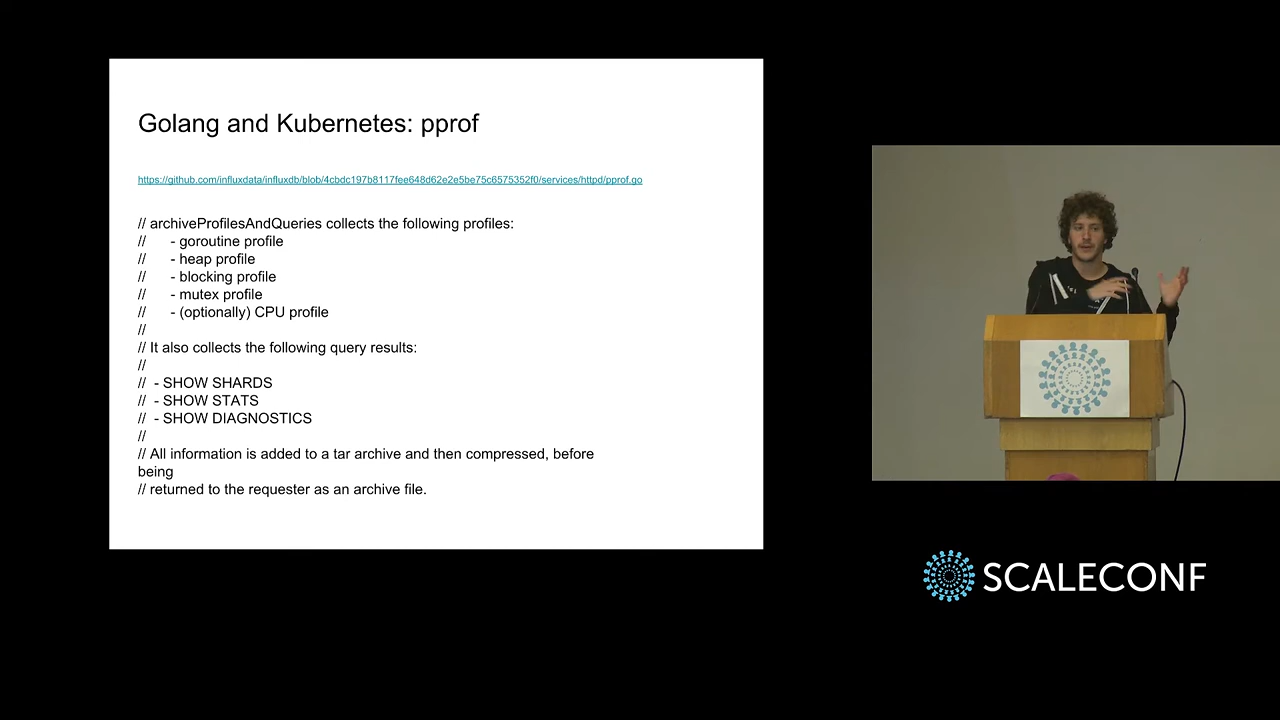 Golang and Kubernetes: pprof
https://github.com/influxdata/influxdb/blob/4cbdc197b8117fee648d62e2e5be75c6575352f0/services/httpd/pprof.go
// archiveProfilesAndQueries collects the following profiles:
//      - goroutine profile
//      - heap profile
//      - blocking profile
//      - mutex profile
//      - (optionally) CPU profile
//
// It also collects the following query results:
//
//  - SHOW SHARDS
//  - SHOW STATS
//  - SHOW DIAGNOSTICS
//
// All information is added to a tar archive and then compressed, before
being
// returned to the requester as an archive file.
SCALECONF